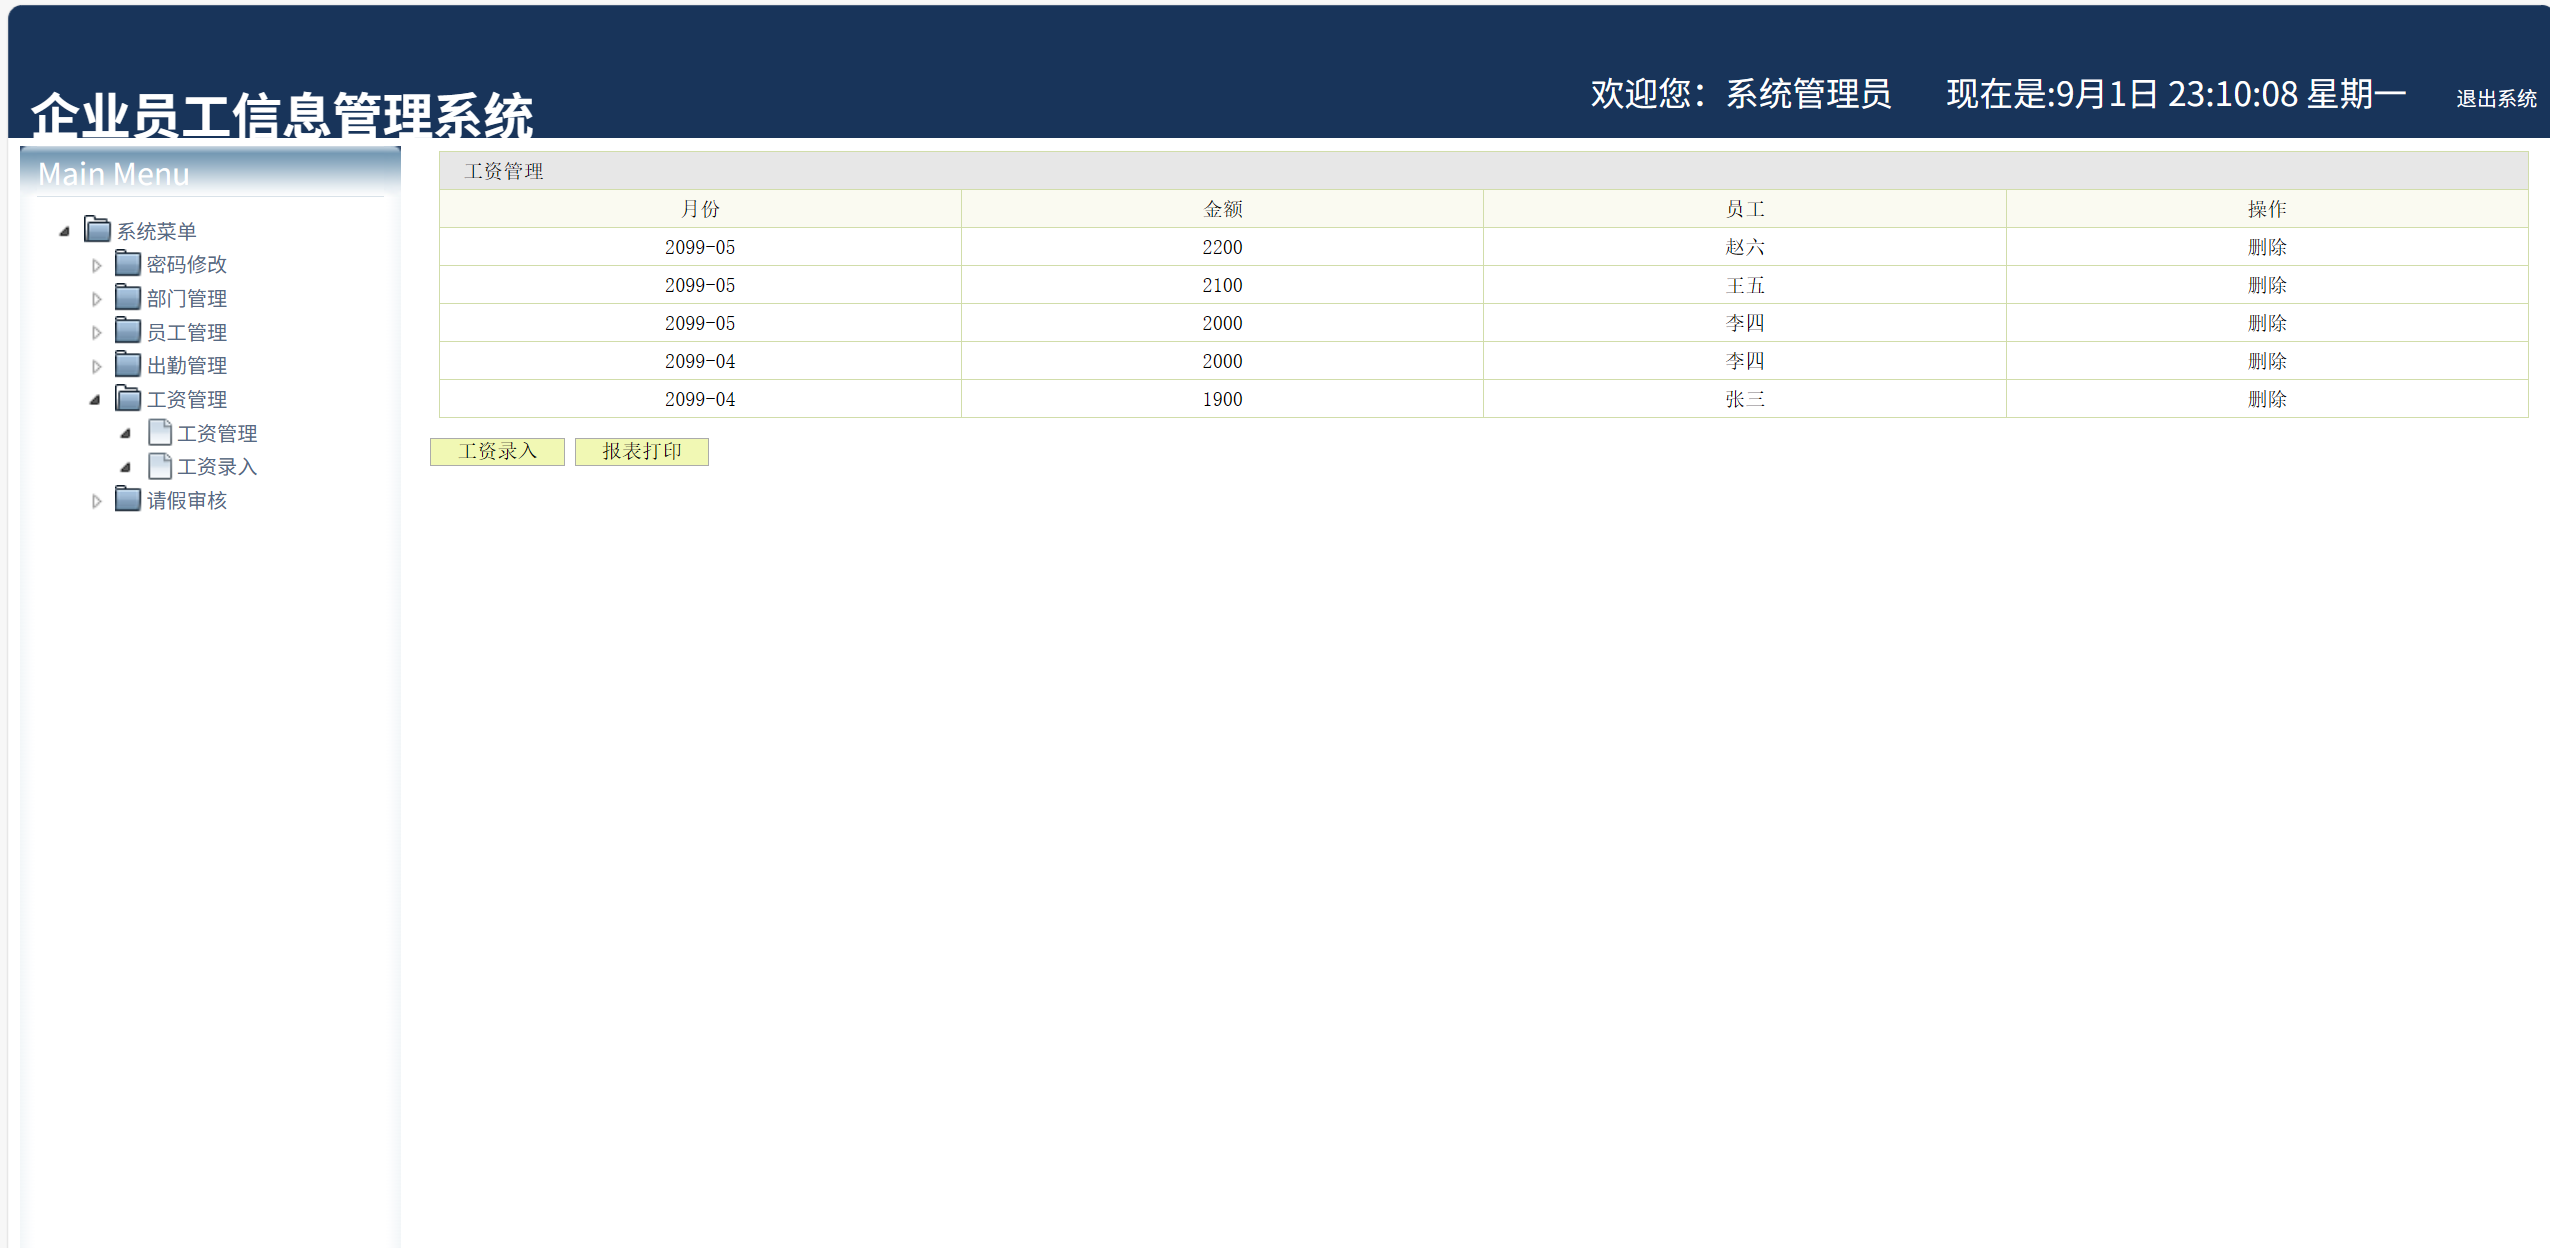 企业员工信息管理系统
欢迎您：系统管理员 现在是:9月1日 23:10:08 星期一 退出系统
Main Menu
系统菜单
密码修改
部门管理
员工管理
出勤管理
工资管理
工资管理
工资录入
请假审核
工资管理
月份 金额 员工 操作
2099-05 2200 赵六 删除
2099-05 2100 王五 删除
2099-05 2000 李四 删除
2099-04 2000 李四 删除
2099-04 1900 张三 删除
工资录入 报表打印